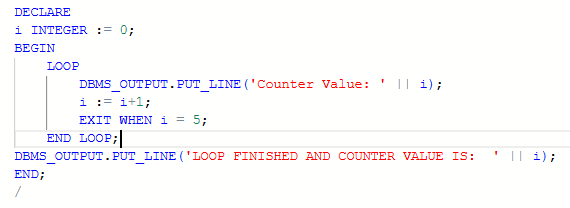 DECLARE
i INTEGER := 0;
BEGIN
    LOOP
        DBMS_OUTPUT.PUT_LINE('Counter Value: ' || i);
        i := i+1;
        EXIT WHEN i = 5;
    END LOOP;
DBMS_OUTPUT.PUT_LINE('LOOP FINISHED AND COUNTER VALUE IS:  ' || i);
END;
/